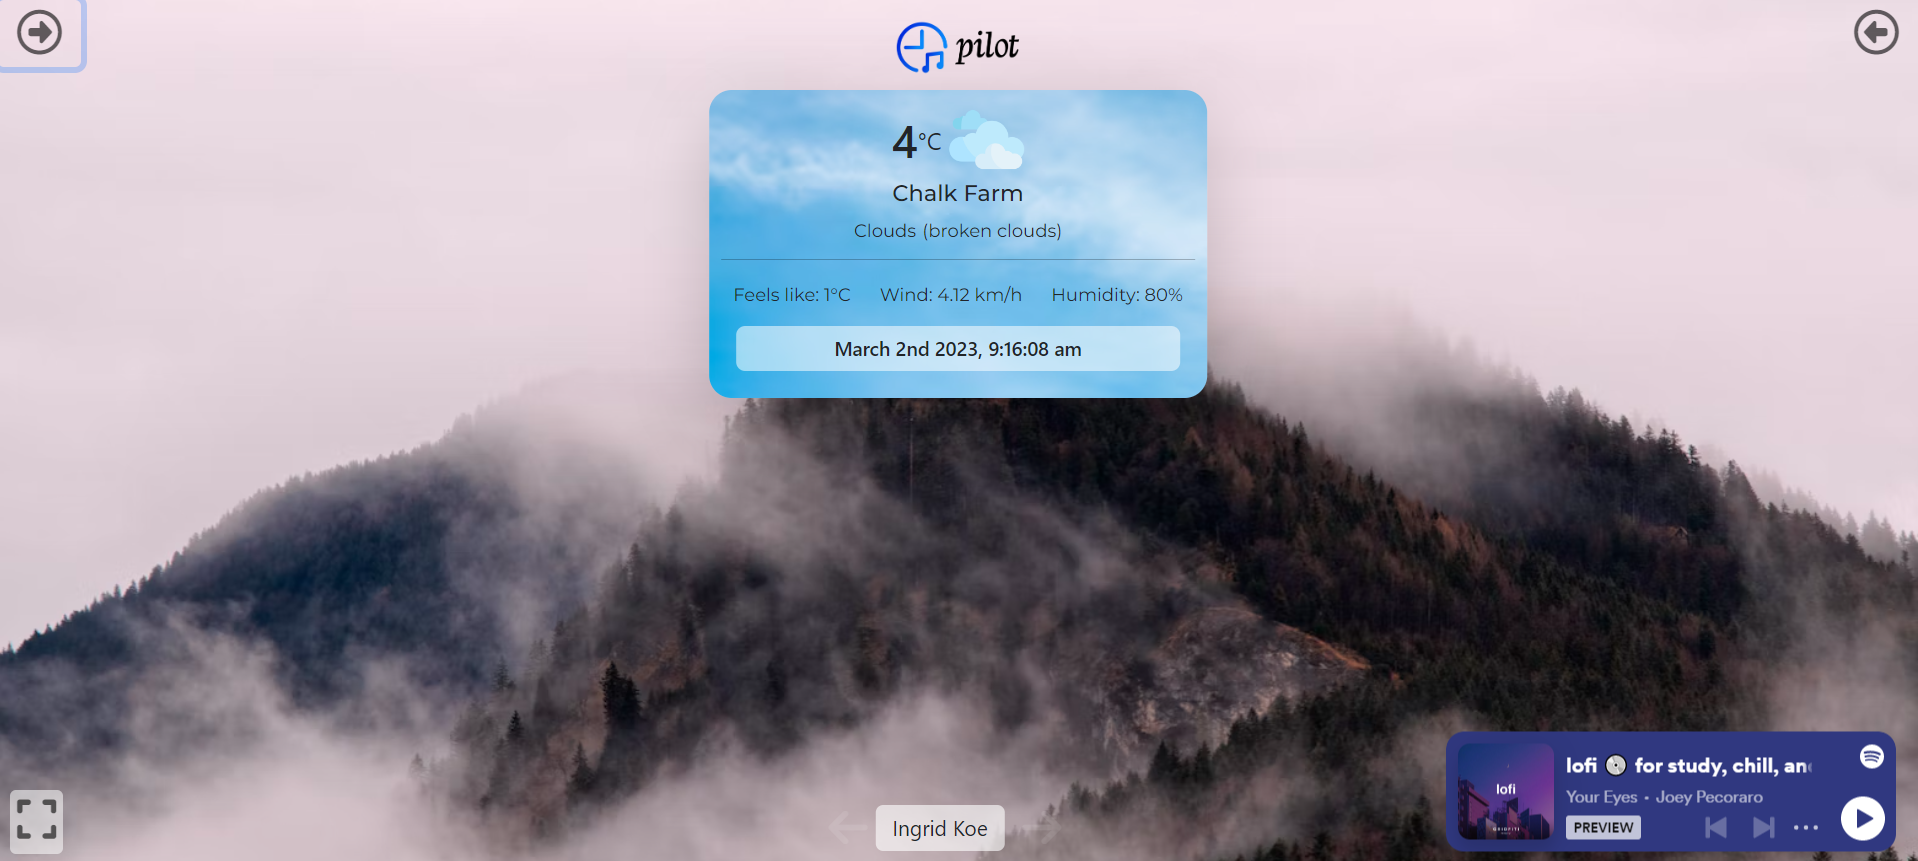 pilot
4°C
Chalk Farm
Clouds (broken clouds)
Feels like: 1°C Wind: 4.12 km/h Humidity: 80%
March 2nd 2023, 9:16:08 am
lofi
lofi 💿 for study, chill, an
Your Eyes • Joey Pecoraro
PREVIEW
Ingrid Koe